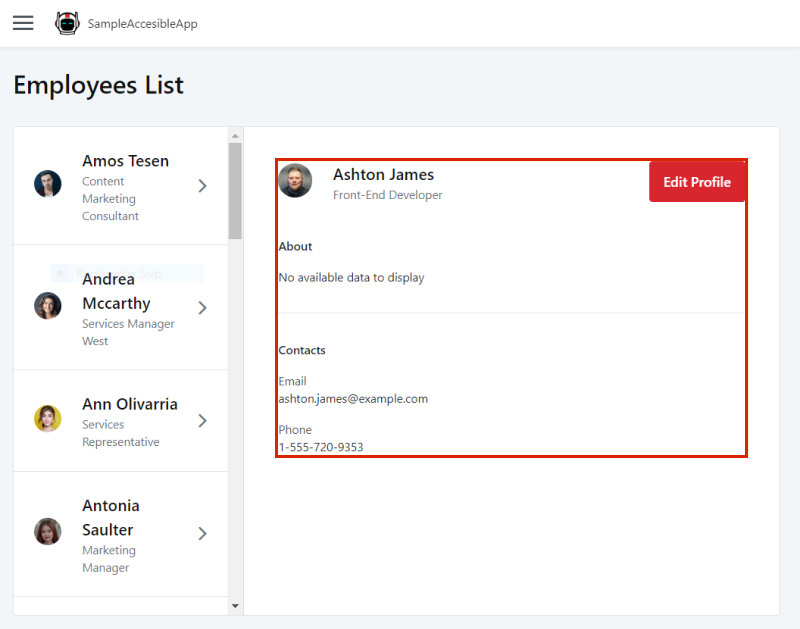 SampleAccesibleApp
Employees List
Amos Tesen
Content
Marketing
Consultant
Andrea
Mccarthy
Services Manager
West
Ann Olivarria
Services
Representative
Antonia
Saulter
Marketing
Manager
Ashton James
Front-End Developer
Edit Profile
About
No available data to display
Contacts
Email
ashton.james@example.com
Phone
1-555-720-9353